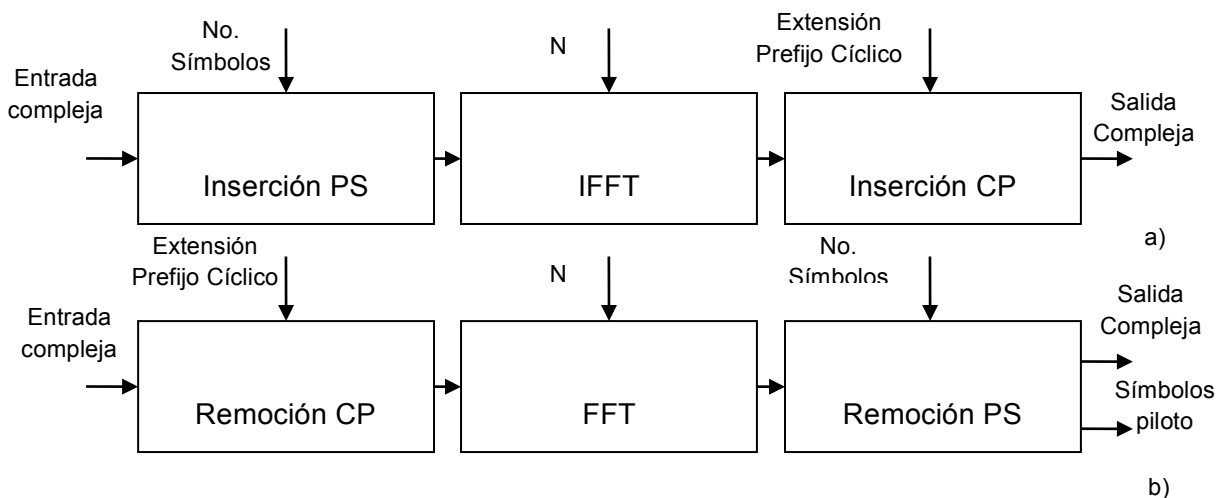 No.
Símbolos
N
Extensión
Prefijo Cíclico
Entrada
compleja
Inserción PS
IFFT
Inserción CP
Salida
Compleja
a)
Extensión
Prefijo Cíclico
N
No.
Símbolos
Entrada
compleja
Remoción CP
FFT
Remoción PS
Salida
Compleja
Símbolos
piloto
b)